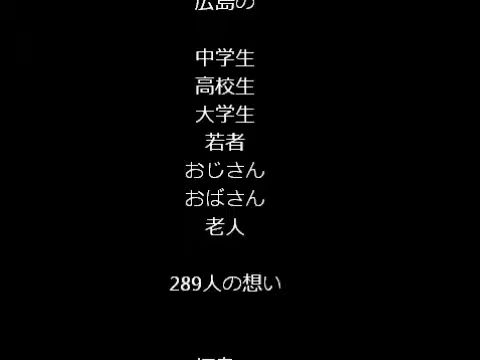 広島の
中学生
高校生
大学生
若者
おじさん
おばさん
老人
289人の想い